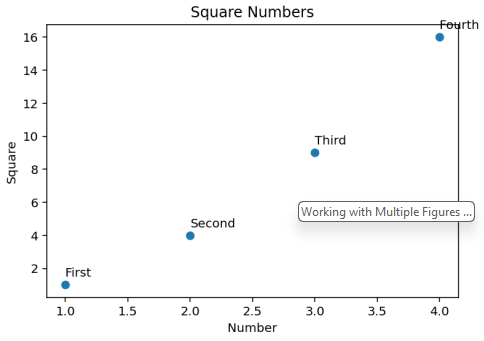 Square Numbers
Fourth
16
14
12
10
Third
8
Square
6
Working with Multiple Figures ...
Second
4
First
2
1.0 1.5 2.0 2.5 3.0 3.5 4.0
Number